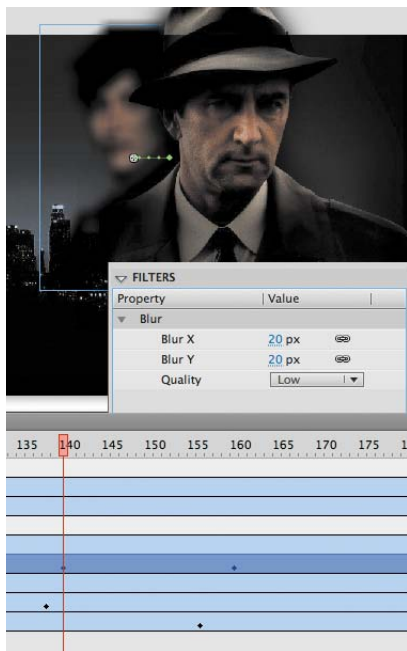 FILTERS
Property Value
Blur
Blur X 20 px
Blur Y 20 px
Quality Low
135 140 145 150 155 160 165 170 175 1